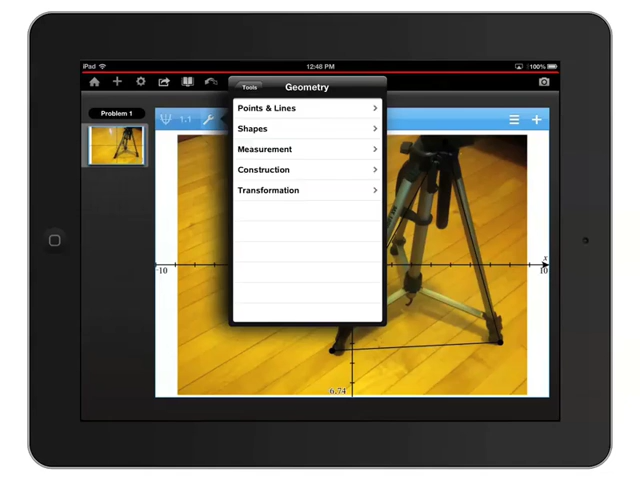 iPad 12:48 PM 100%
Tools Geometry
Problem 1
1.1
Points & Lines
Shapes
Measurement
Construction
Transformation
x
-10 10
6.74